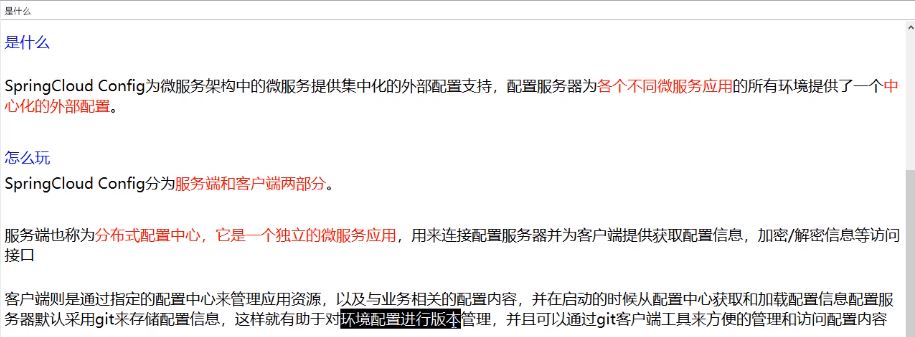 是什么
是什么
SpringCloud Config为微服务架构中的微服务提供集中化的外部配置支持，配置服务器为各个不同微服务应用的所有环境提供了一个中
心化的外部配置。
怎么玩
SpringCloud Config分为服务端和客户端两部分。
服务端也称为分布式配置中心，它是一个独立的微服务应用，用来连接配置服务器并为客户端提供获取配置信息，加密/解密信息等访问
接口
客户端则是通过指定的配置中心来管理应用资源，以及与业务相关的配置内容，并在启动的时候从配置中心获取和加载配置信息配置服
务器默认采用git来存储配置信息，这样就有助于对环境配置进行版本管理，并且可以通过git客户端工具来方便的管理和访问配置内容